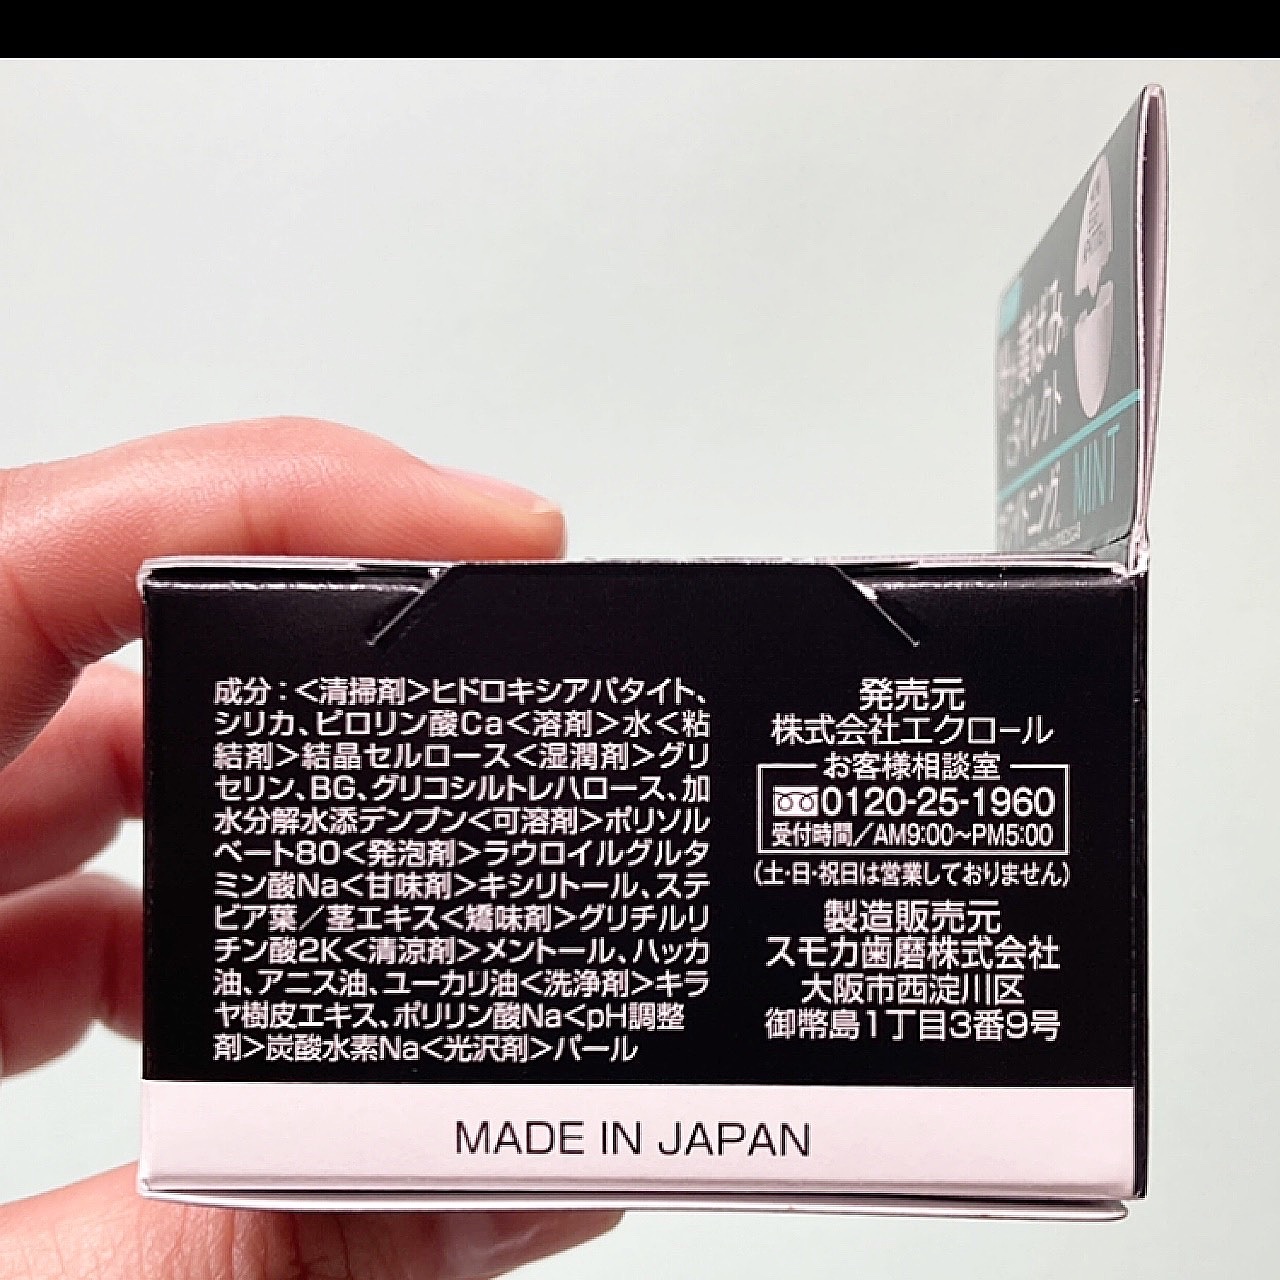 美はみ
ダイレクト
トニング。
MINT
成分：＜清掃剤＞ヒドロキシアパタイト、
シリカ、ピロリン酸Ca＜溶剤＞水＜粘
結剤＞結晶セルロース＜湿潤剤＞グリ
セリン、BG、グリコシルトレハロース、加
水分解水添デンプン＜可溶剤＞ポリソル
ベート80＜発泡剤＞ラウロイルグルタ
ミン酸Na＜甘味剤＞キシリトール、ステ
ビア葉／茎エキス＜矯味剤＞グリチルリ
チン酸2K＜清涼剤＞メントール、ハッカ
油、アニス油、ユーカリ油＜洗浄剤＞キラ
ヤ樹皮エキス、ポリリン酸Na＜pH調整
剤＞炭酸水素Na＜光沢剤＞パール
発売元
株式会社エクロール
お客様相談室
0120-25-1960
受付時間／AM9:00～PM5:00
（土・日・祝日は営業しておりません）
製造販売元
スモカ歯磨株式会社
大阪市西淀川区
御幣島1丁目3番9号
MADE IN JAPAN